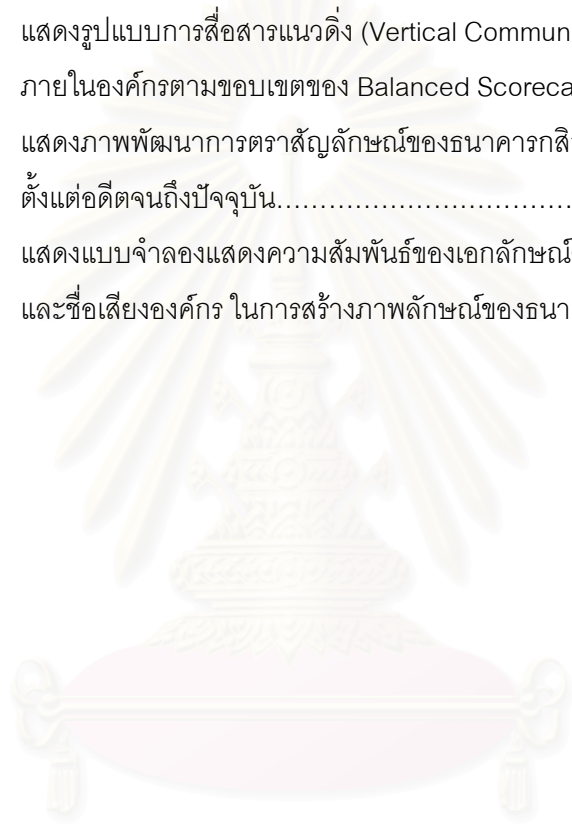 แสดงรูปแบบการสื่อสารแนวดิ่ง (Vertical Commun
ภายในองค์กรตามขอบเขตของ Balanced Scoreca
แสดงภาพพัฒนาการตราสัญลักษณ์ของธนาคารกสิ
ตั้งแต่อดีตจนถึงปัจจุบัน.................................
แสดงแบบจำลองแสดงความสัมพันธ์ของเอกลักษณ์
และชื่อเสียงองค์กร ในการสร้างภาพลักษณ์ของธนา